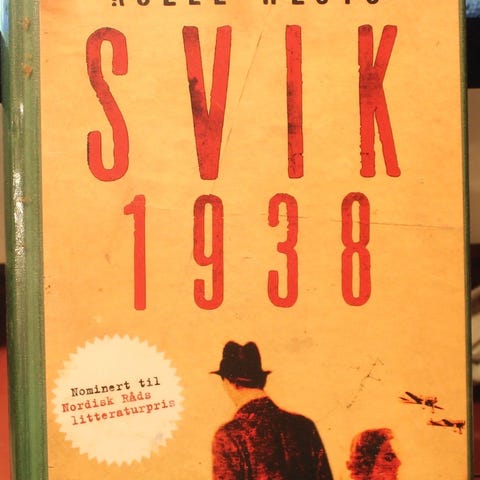 SVIK
1938
Nominert til
Nordisk Råds
litteraturpris